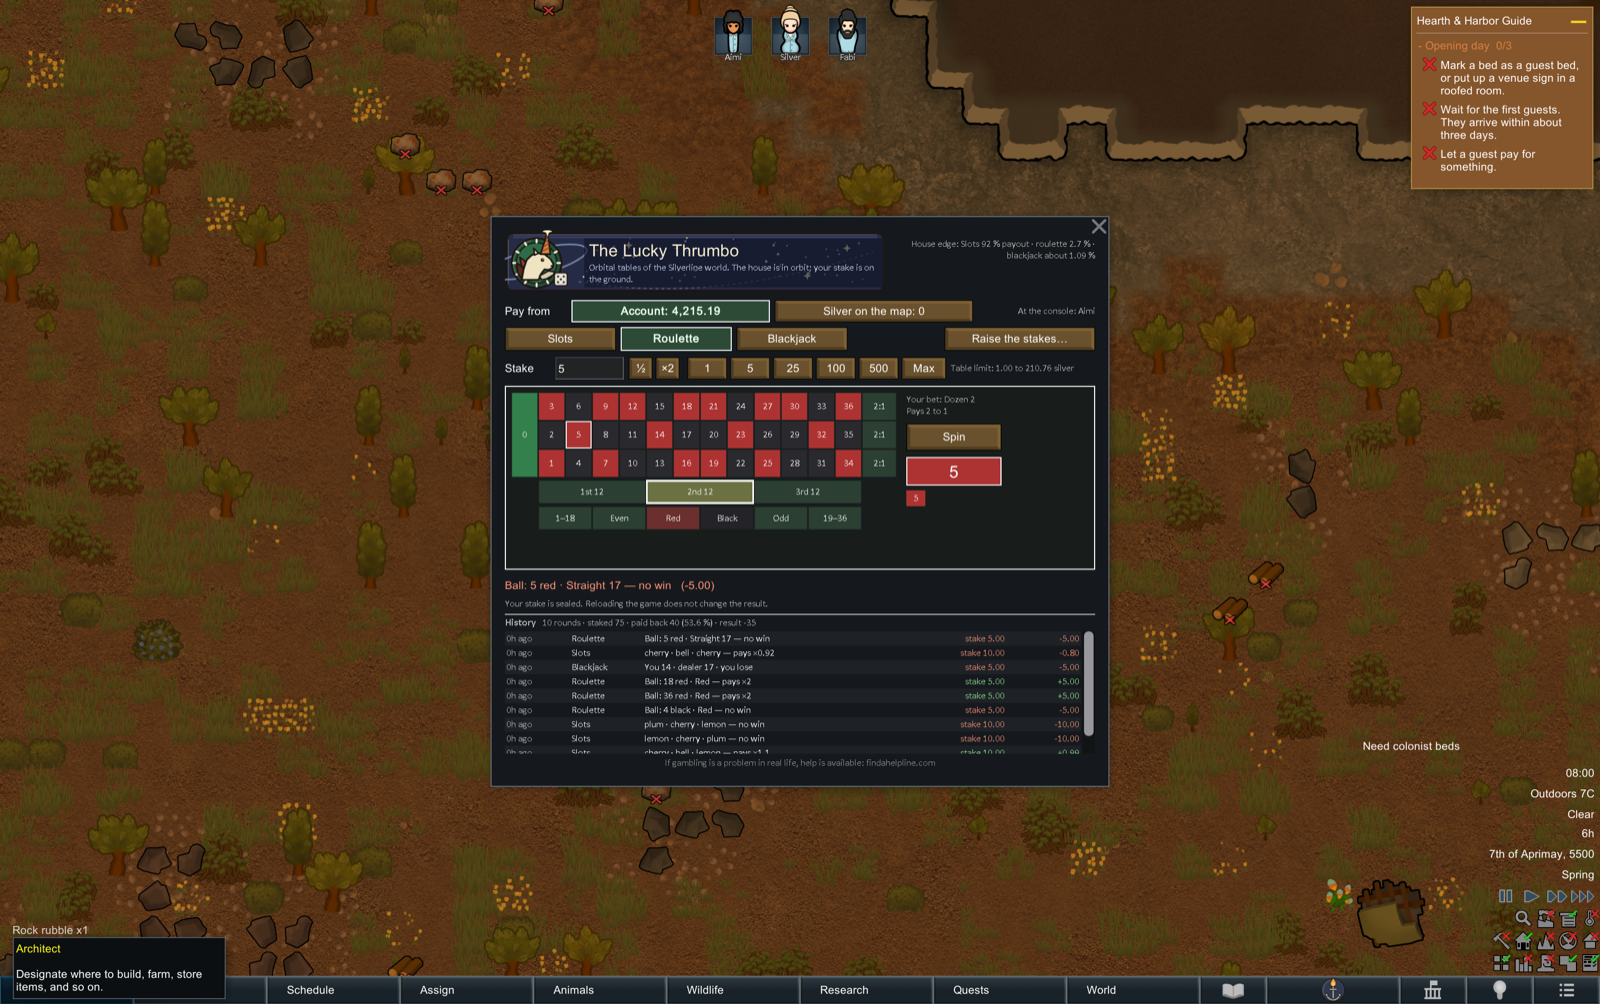 Aimi
Silver
Fabi
Hearth & Harbor Guide
- Opening day 0/3
Mark a bed as a guest bed,
or put up a venue sign in a
roofed room.
Wait for the first guests.
They arrive within about
three days.
Let a guest pay for
something.
The Lucky Thrumbo
Orbital tables of the Silverline world. The house is in orbit; your stake is on
the ground.
House edge: Slots 92 % payout · roulette 2.7 % ·
blackjack about 1.09 %
Pay from
Account: 4,215.19
Silver on the map: 0
At the console: Aimi
Slots
Roulette
Blackjack
Raise the stakes...
Stake
5
½
×2
1
5
25
100
500
Max
Table limit: 1.00 to 210.76 silver
3 6 9 12 15 18 21 24 27 30 33 36 2:1
0 2 5 8 11 14 17 20 23 26 29 32 35 2:1
1 4 7 10 13 16 19 22 25 28 31 34 2:1
1st 12 2nd 12 3rd 12
1–18 Even Red Black Odd 19–36
Your bet: Dozen 2
Pays 2 to 1
Spin
5
5
Ball: 5 red · Straight 17 — no win (-5.00)
Your stake is sealed. Reloading the game does not change the result.
History 10 rounds · staked 75 · paid back 40 (53.6 %) · result -35
0h ago Roulette Ball: 5 red · Straight 17 — no win stake 5.00 -5.00
0h ago Slots cherry · bell · cherry — pays ×0.92 stake 10.00 -0.80
0h ago Blackjack You 14 · dealer 17 · you lose stake 5.00 -5.00
0h ago Roulette Ball: 18 red · Red — pays ×2 stake 5.00 +5.00
0h ago Roulette Ball: 36 red · Red — pays ×2 stake 5.00 +5.00
0h ago Roulette Ball: 4 black · Red — no win stake 5.00 -5.00
0h ago Slots plum · cherry · lemon — no win stake 10.00 -10.00
0h ago Slots lemon · cherry · plum — no win stake 10.00 -10.00
0h ago Slots cherry · bell · lemon — pays ×1.1 stake 10.00 +0.99
If gambling is a problem in real life, help is available: findahelpline.com
Need colonist beds
08:00
Outdoors 7C
Clear
6h
7th of Aprimay, 5500
Spring
Rock rubble x1
Architect
Designate where to build, farm, store
items, and so on.
Schedule
Assign
Animals
Wildlife
Research
Quests
World